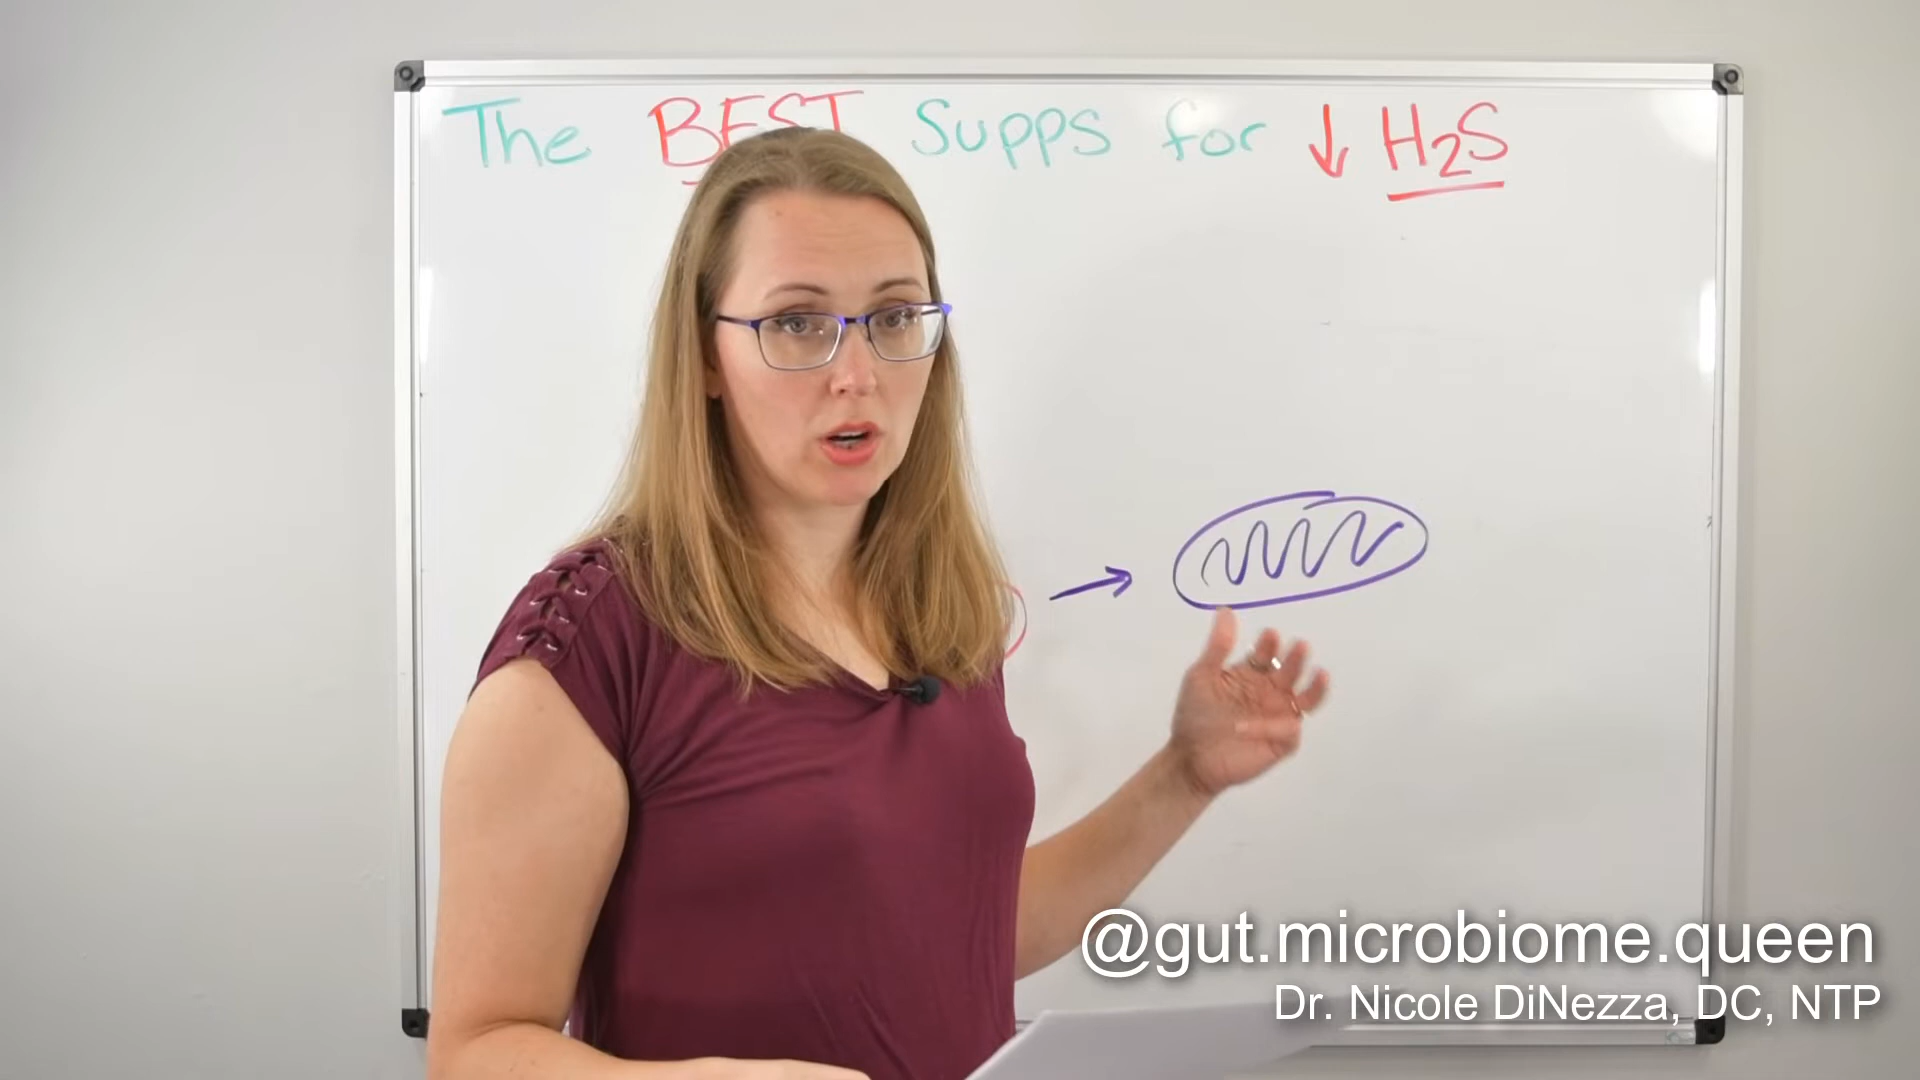 The BEST Supps for ↓ H2S
@gut.microbiome.queen
Dr. Nicole DiNezza, DC, NTP